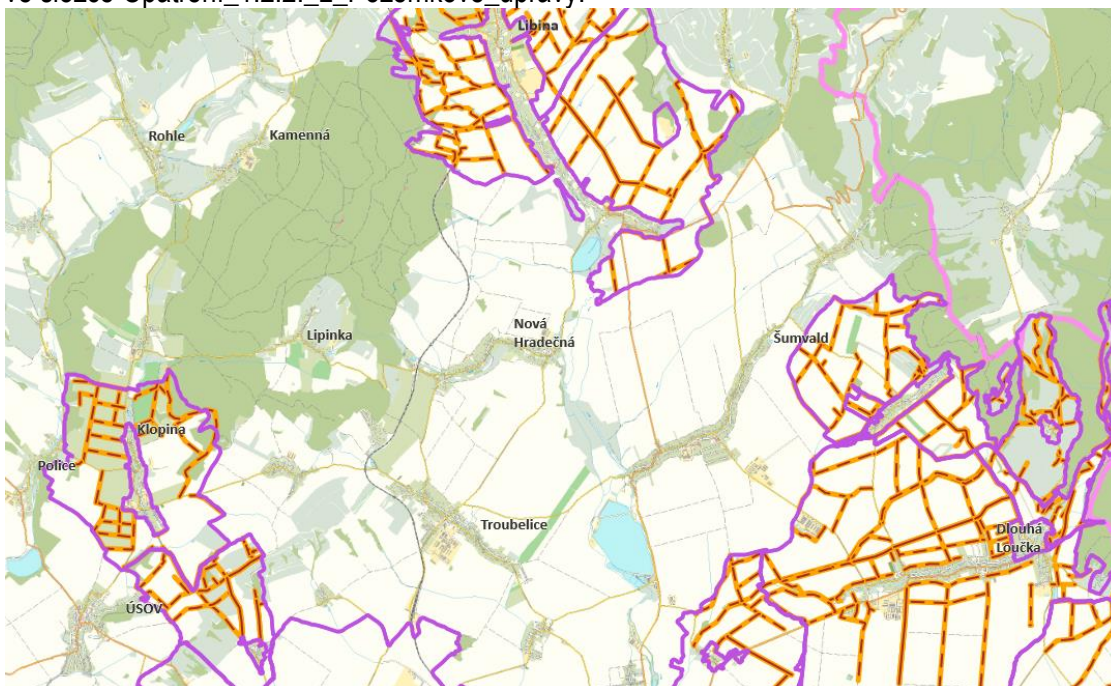 Libina
Rohle
Kamenná
Lipinka
Nová
Hradečná
Šumvald
Klopina
Police
Troubelice
Dlouhá
Loučka
ÚSOV